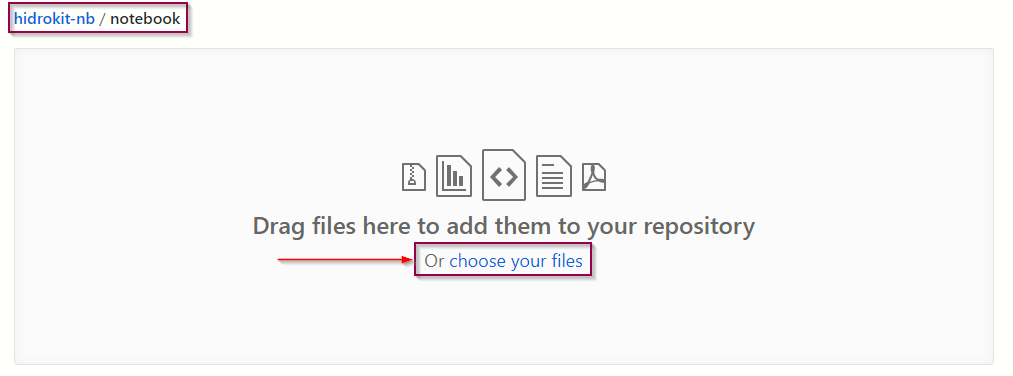 hidrokit-nb / notebook
Drag files here to add them to your repository
Or choose your files